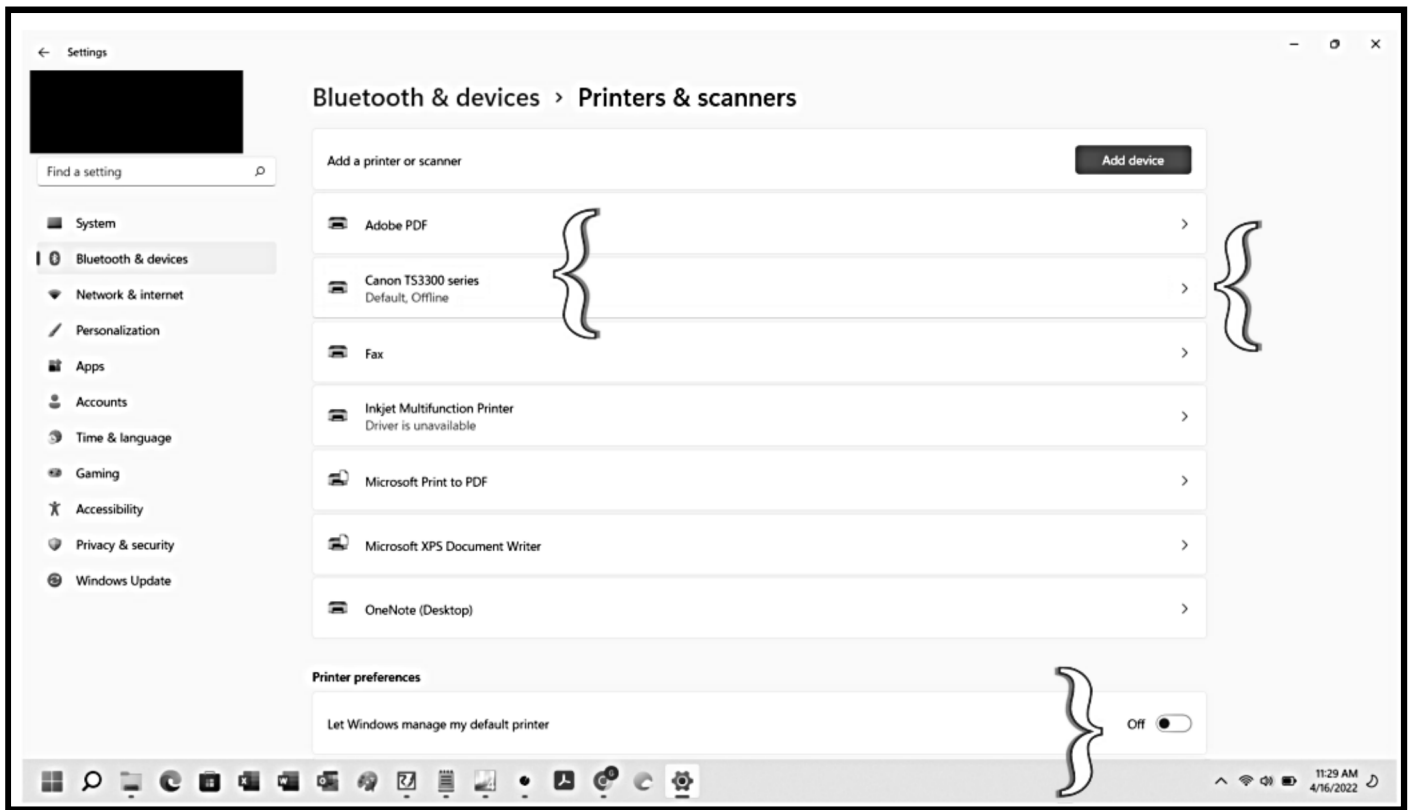 Settings
Bluetooth & devices › Printers & scanners
Find a setting
Add a printer or scanner
Add device
System
Bluetooth & devices
Network & internet
Personalization
Apps
Accounts
Time & language
Gaming
Accessibility
Privacy & security
Windows Update
Adobe PDF
Canon TS3300 series
Default, Offline
Fax
Inkjet Multifunction Printer
Driver is unavailable
Microsoft Print to PDF
Microsoft XPS Document Writer
OneNote (Desktop)
Printer preferences
Let Windows manage my default printer
Off
11:29 AM
4/16/2022